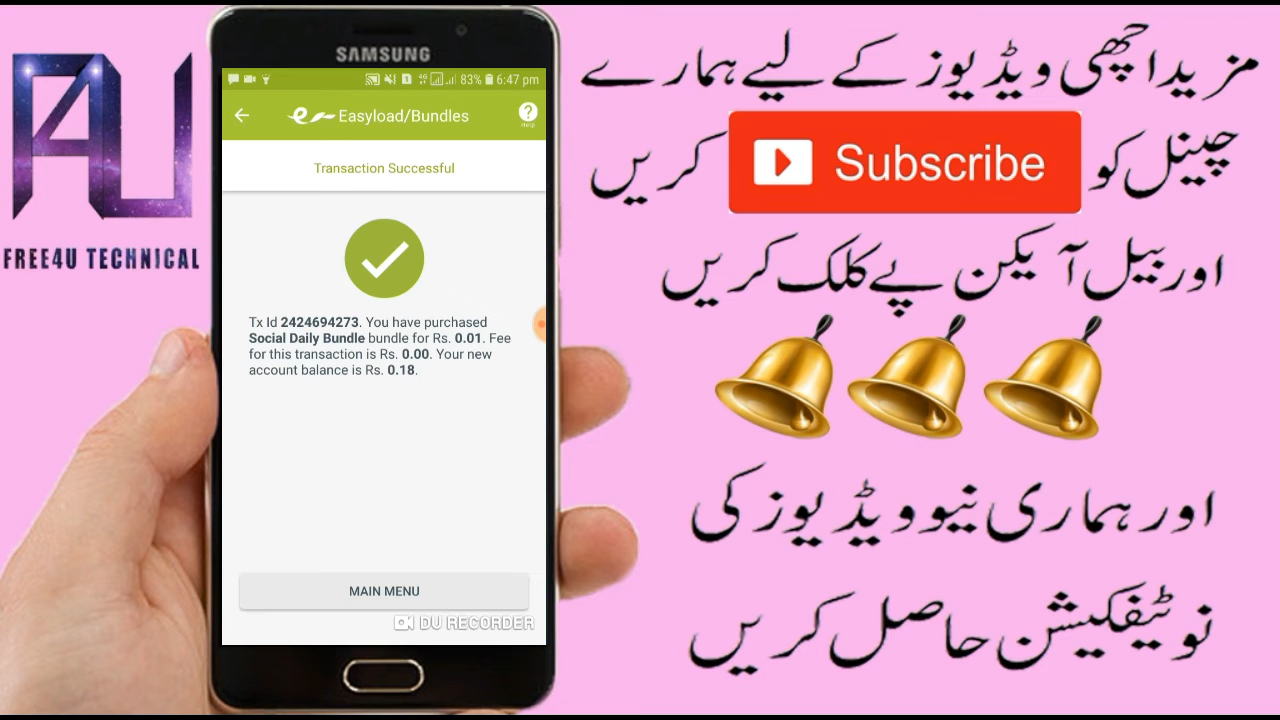 FREE4U TECHNICAL
SAMSUNG
83% 6:47 pm
Easyload/Bundles
Help
Transaction Successful
Tx Id 2424694273. You have purchased
Social Daily Bundle bundle for Rs. 0.01. Fee
for this transaction is Rs. 0.00. Your new
account balance is Rs. 0.18.
MAIN MENU
DU RECORDER
مزید اچھی ویڈیوز کے لیے ہمارے
چینل کو Subscribe کریں
اور بیل آیکن پے کلک کریں
اور ہماری نیو ویڈیوز کی
نوٹیفکیشن حاصل کریں